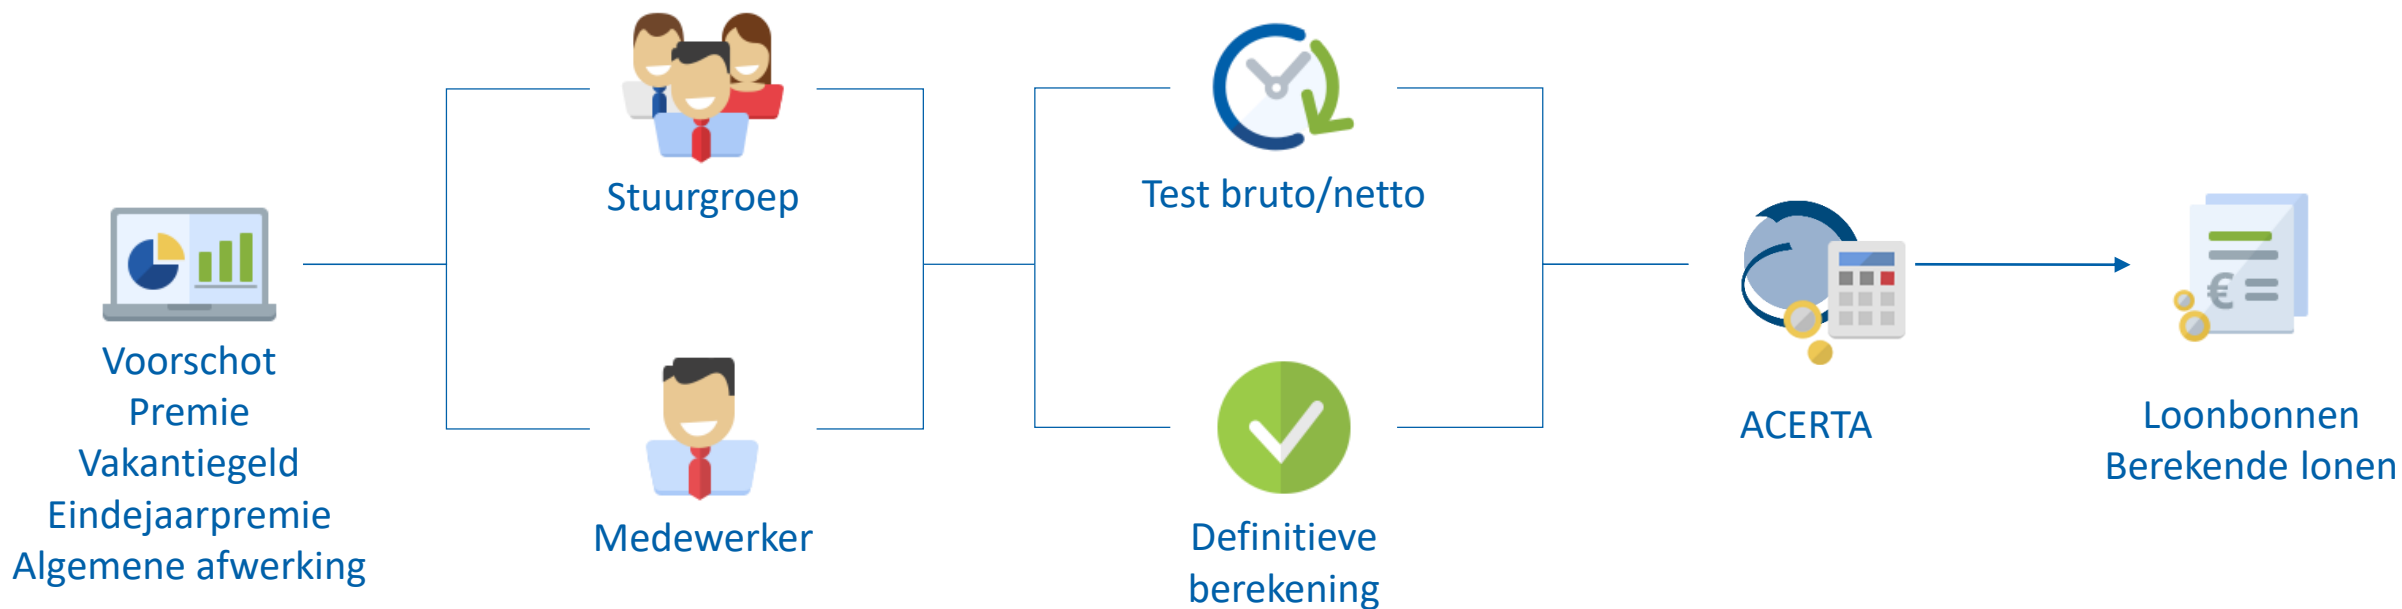 Voorschot
Premie
Vakantiegeld
Eindejaarpremie
Algemene afwerking
Stuurgroep
Medewerker
Test bruto/netto
Definitieve
berekening
ACERTA
€
Loonbonnen
Berekende lonen